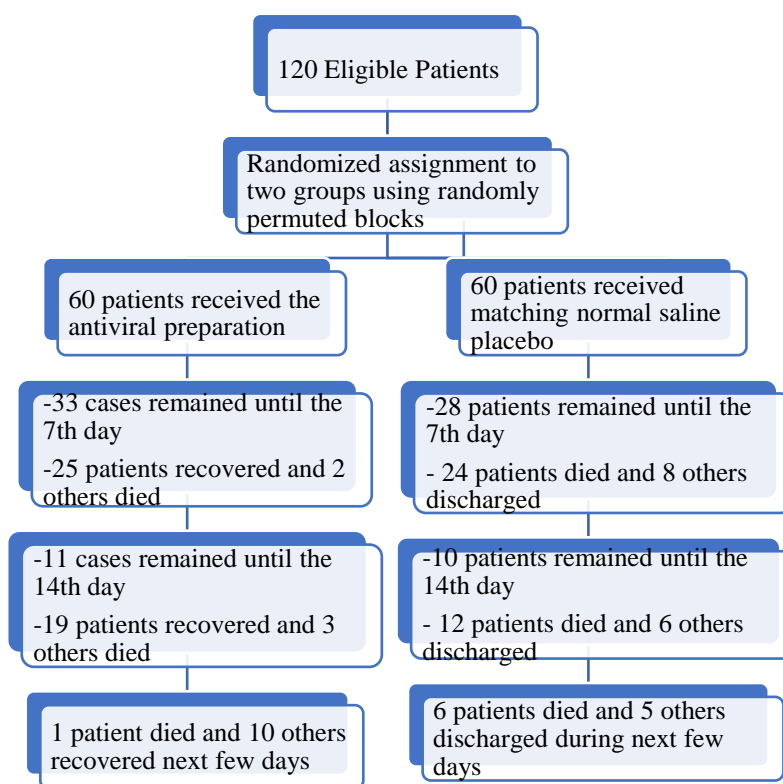 120 Eligible Patients
Randomized assignment to
two groups using randomly
permuted blocks
60 patients received the
antiviral preparation
60 patients received
matching normal saline
placebo
-33 cases remained until the
7th day
-25 patients recovered and 2
others died
-28 patients remained until the
7th day
- 24 patients died and 8 others
discharged
-11 cases remained until the
14th day
-19 patients recovered and 3
others died
-10 patients remained until the
14th day
- 12 patients died and 6 others
discharged
1 patient died and 10 others
recovered next few days
6 patients died and 5 others
discharged during next few
days